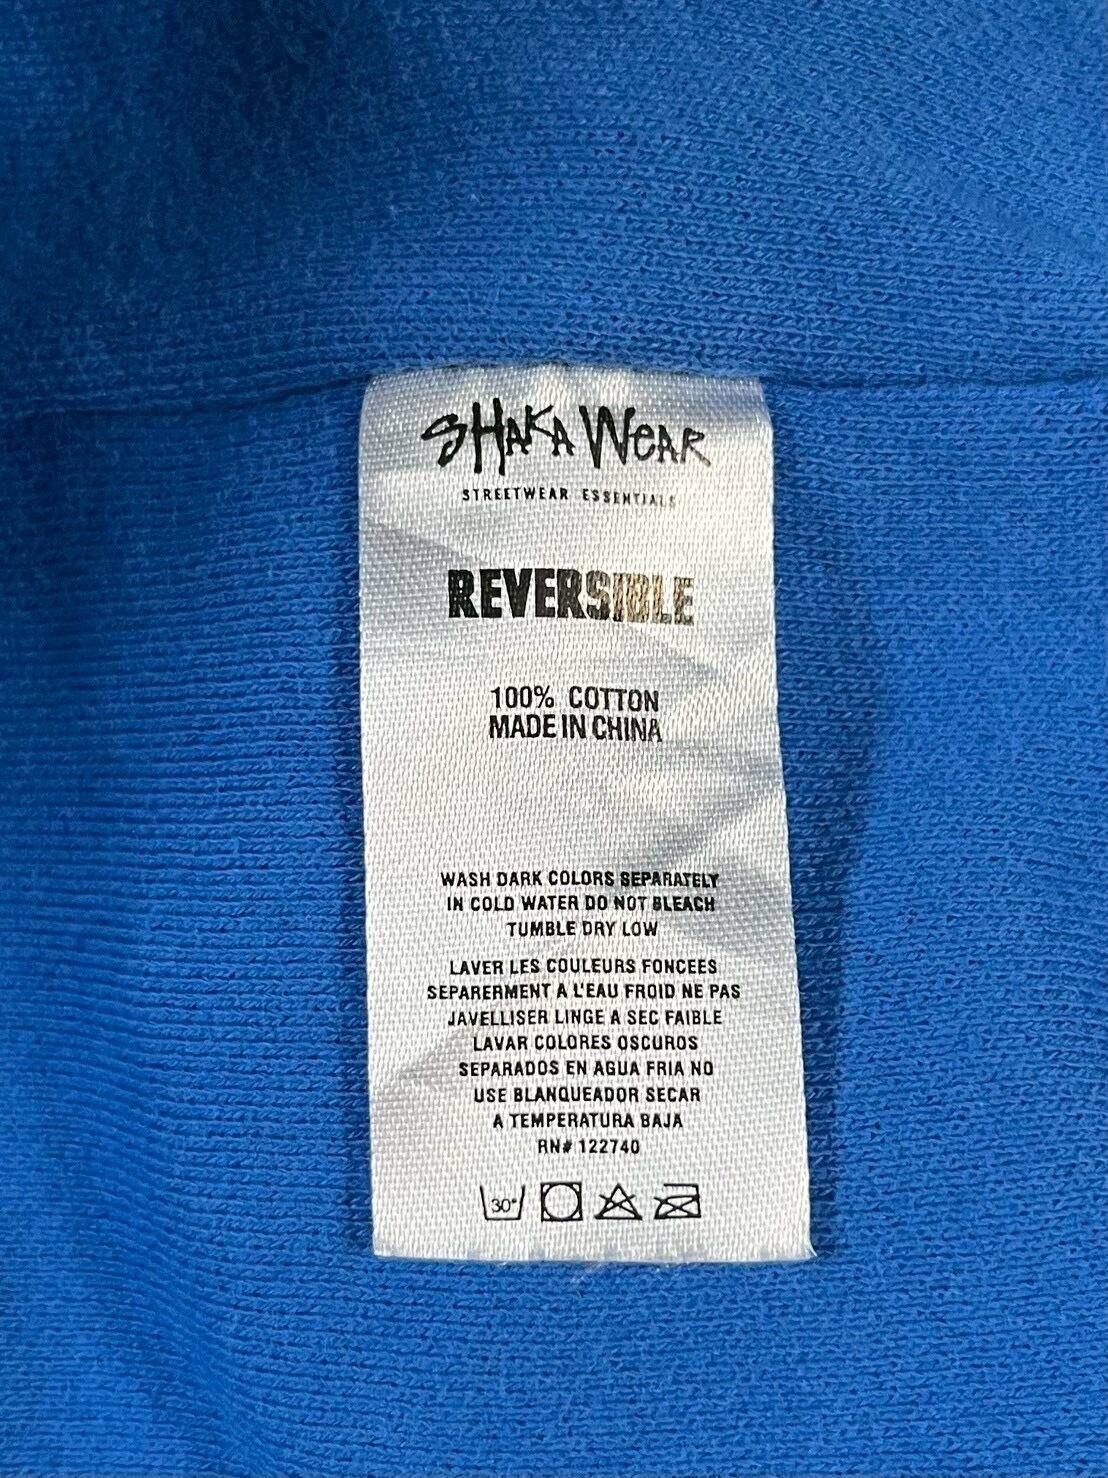 SHAKA WEAR
STREETWEAR ESSENTIALS
REVERSIBLE
100% COTTON
MADE IN CHINA
WASH DARK COLORS SEPARATELY
IN COLD WATER DO NOT BLEACH
TUMBLE DRY LOW
LAVER LES COULEURS FONCEES
SEPARERMENT A L'EAU FROID NE PAS
JAVELLISER LINGE A SEC FAIBLE
LAVAR COLORES OSCUROS
SEPARADOS EN AGUA FRIA NO
USE BLANQUEADOR SECAR
A TEMPERATURA BAJA
RN# 122740
30°